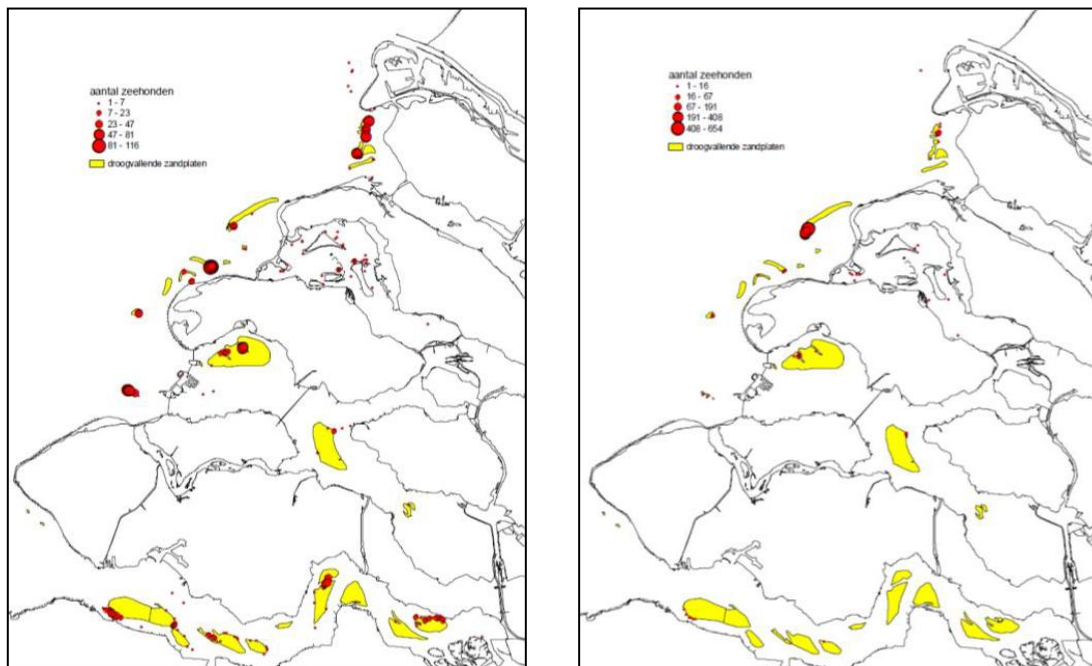 aantal zeehonden
1 - 7
7 - 23
23 - 47
47 - 81
81 - 116
droogvallende zandplaten
aantal zeehonden
1 - 16
16 - 67
67 - 191
191 - 408
408 - 654
droogvallende zandplaten